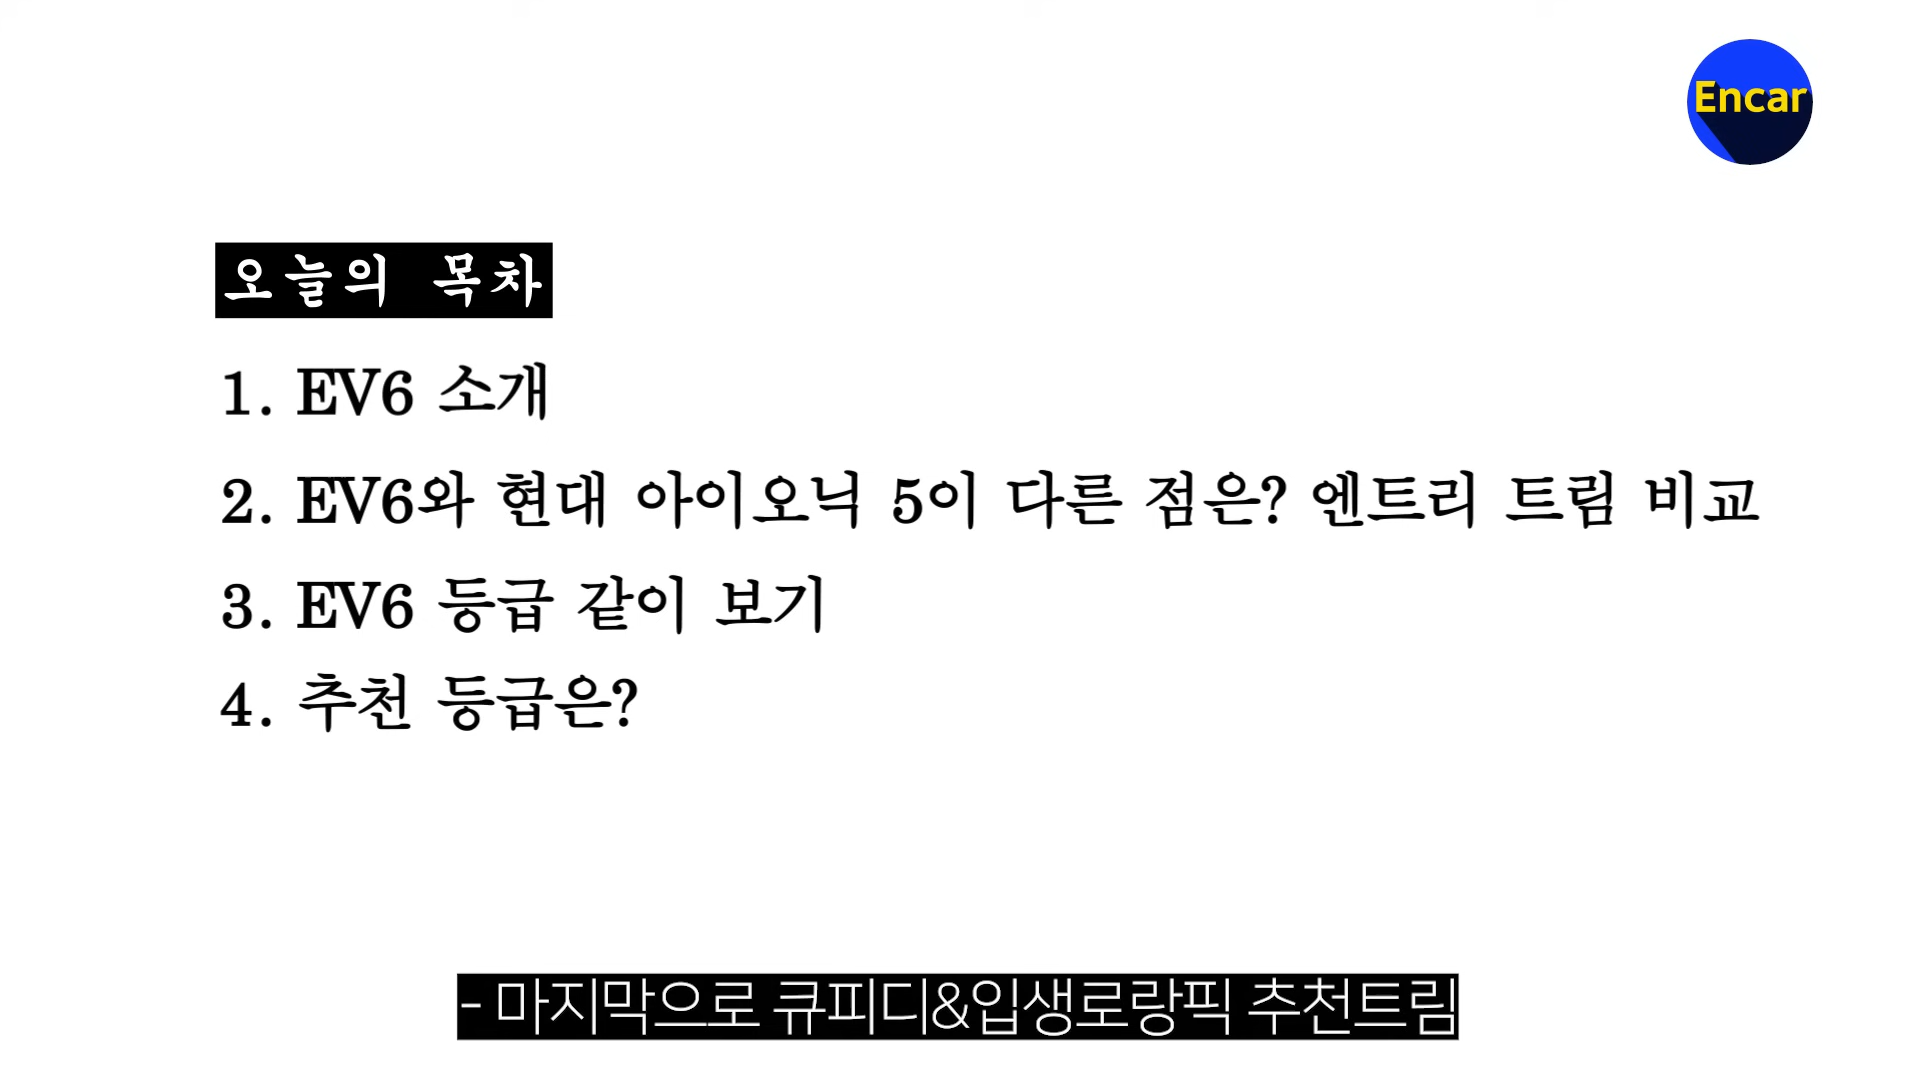 Encar
오늘의 목차
1. EV6 소개
2. EV6와 현대 아이오닉 5이 다른 점은? 엔트리 트림 비교
3. EV6 등급 같이 보기
4. 추천 등급은?
- 마지막으로 큐피디&입생로랑픽 추천트림